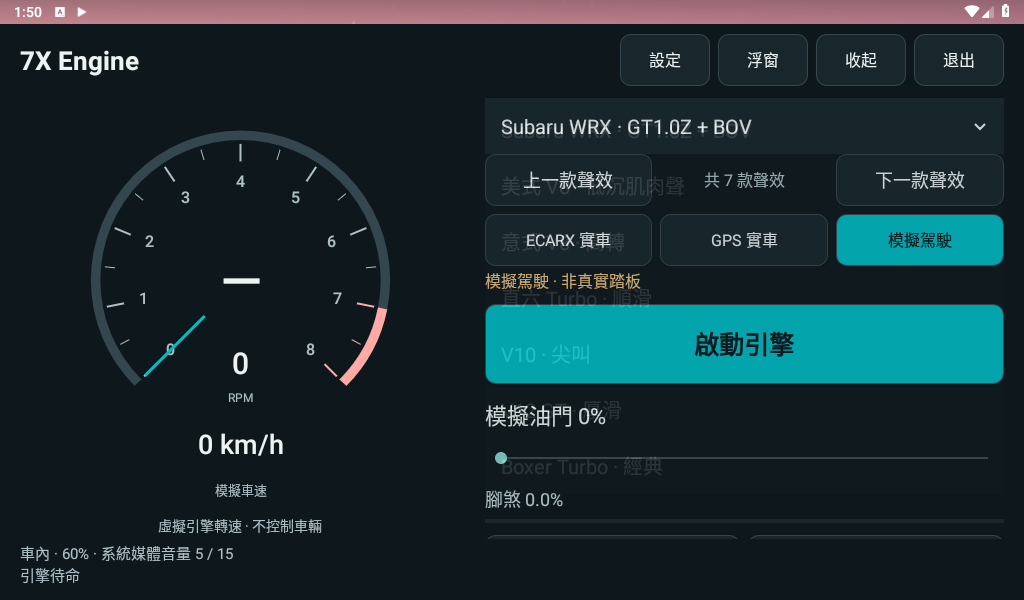 1:50
7X Engine
設定
浮窗
收起
退出
Subaru WRX · GT1.0Z + BOV
上一款聲效
共 7 款聲效
下一款聲效
ECARX 實車
GPS 實車
模擬駕駛
模擬駕駛 · 非真實踏板
直六 Turbo · 順滑
啟動引擎
V10 · 尖叫
模擬油門 0%
Boxer Turbo · 經典
腳煞 0.0%
0
1
2
3
4
5
6
7
8
0
RPM
0 km/h
模擬車速
虛擬引擎轉速 · 不控制車輛
車內 · 60% · 系統媒體音量 5 / 15
引擎待命